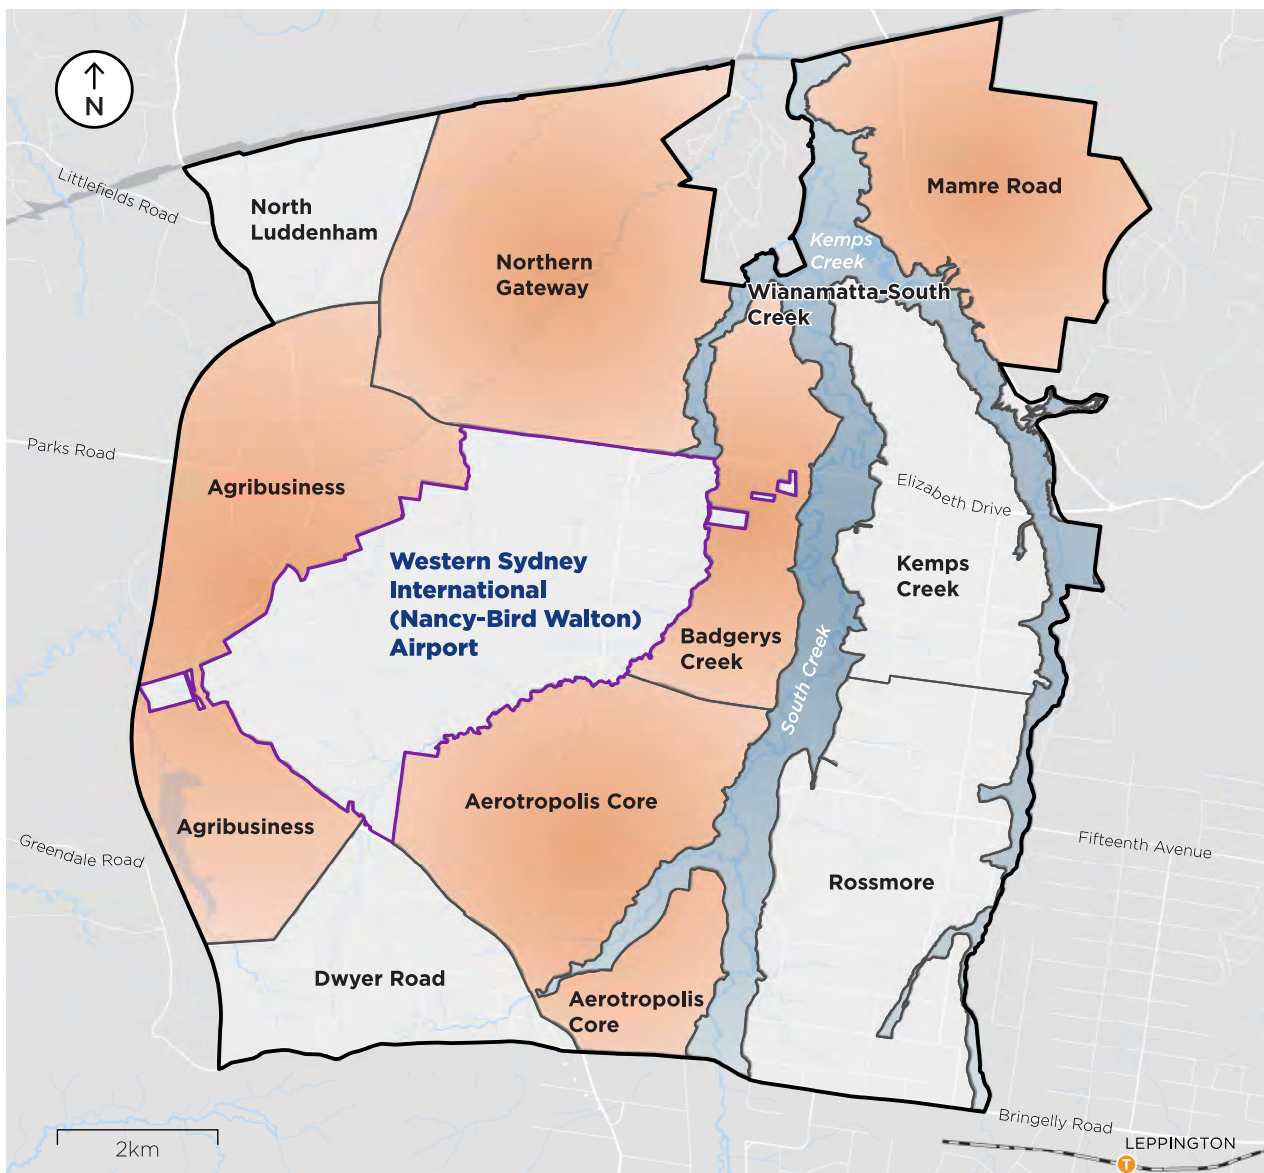 N
Littlefields Road
North
Luddenham
Northern
Gateway
Mamre Road
Kemps
Creek
Wianamatta-South
Creek
Parks Road
Agribusiness
Elizabeth Drive
Western Sydney
International
(Nancy-Bird Walton)
Airport
Kemps
Creek
Badgerys
Creek
South Creek
Aerotropolis Core
Agribusiness
Greendale Road
Fifteenth Avenue
Rossmore
Dwyer Road
Aerotropolis
Core
Bringelly Road
2km
LEPPINGTON
T